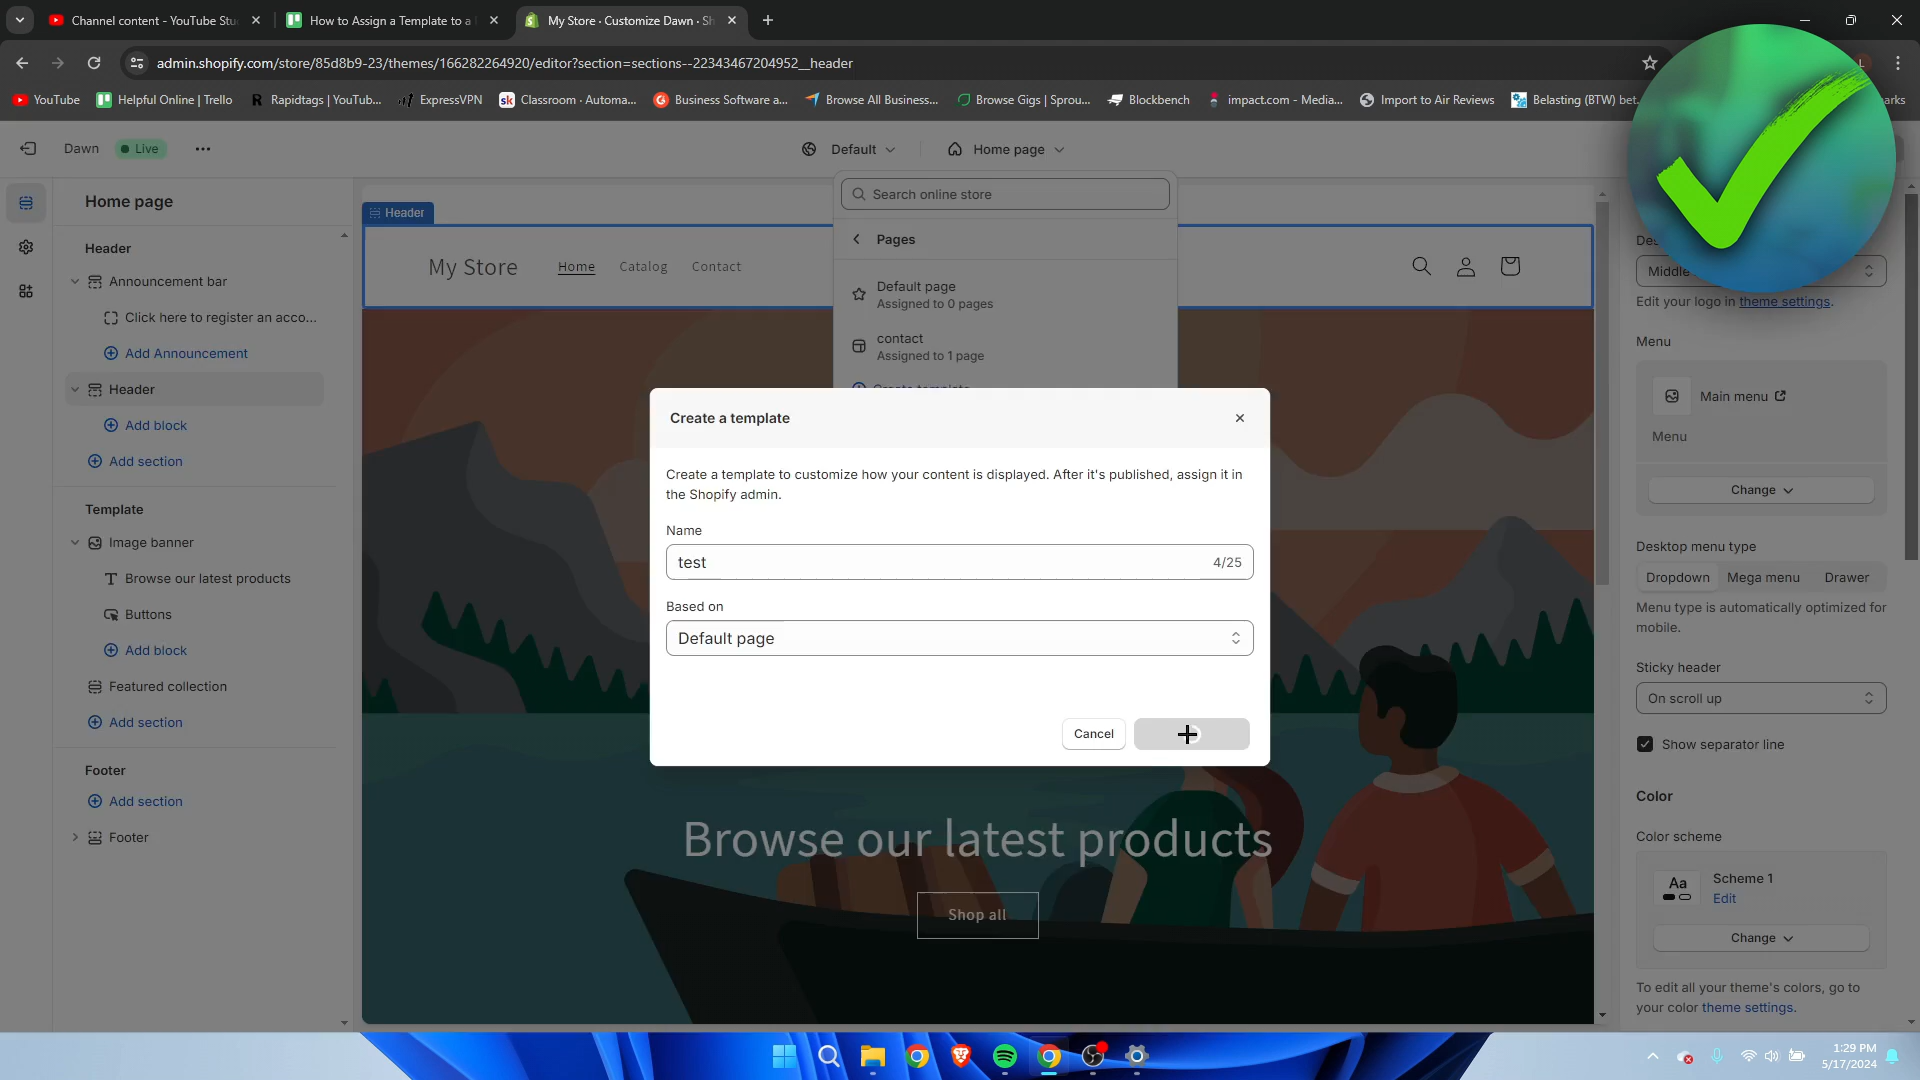 Channel content - YouTube Stu
How to Assign a Template to a
My Store · Customize Dawn · Sh
admin.shopify.com/store/85d8b9-23/themes/166282264920/editor?section=sections--22343467204952__header
YouTube
Helpful Online | Trello
Rapidtags | YouTub...
ExpressVPN
Classroom - Automa...
Business Software a...
Browse All Business...
Browse Gigs | Sprou...
Blockbench
impact.com - Media...
Import to Air Reviews
Belasting (BTW) bet...
Dawn
Live
Default
Home page
Home page
Header
Announcement bar
Click here to register an acco...
Add Announcement
Header
Add block
Add section
Template
Image banner
Browse our latest products
Buttons
Add block
Featured collection
Add section
Footer
Add section
Footer
Header
My Store
Home
Catalog
Contact
Search online store
Pages
Default page
Assigned to 0 pages
contact
Assigned to 1 page
Create template
Create a template
Create a template to customize how your content is displayed. After it's published, assign it in
the Shopify admin.
Name
test
4/25
Based on
Default page
Cancel
Browse our latest products
Shop all
Edit your logo in theme settings.
Menu
Main menu
Menu
Change
Desktop menu type
Dropdown
Mega menu
Drawer
Menu type is automatically optimized for
mobile.
Sticky header
On scroll up
Show separator line
Color
Color scheme
Aa
Scheme 1
Edit
Change
To edit all your theme's colors, go to
your color theme settings.
1:29 PM
5/17/2024